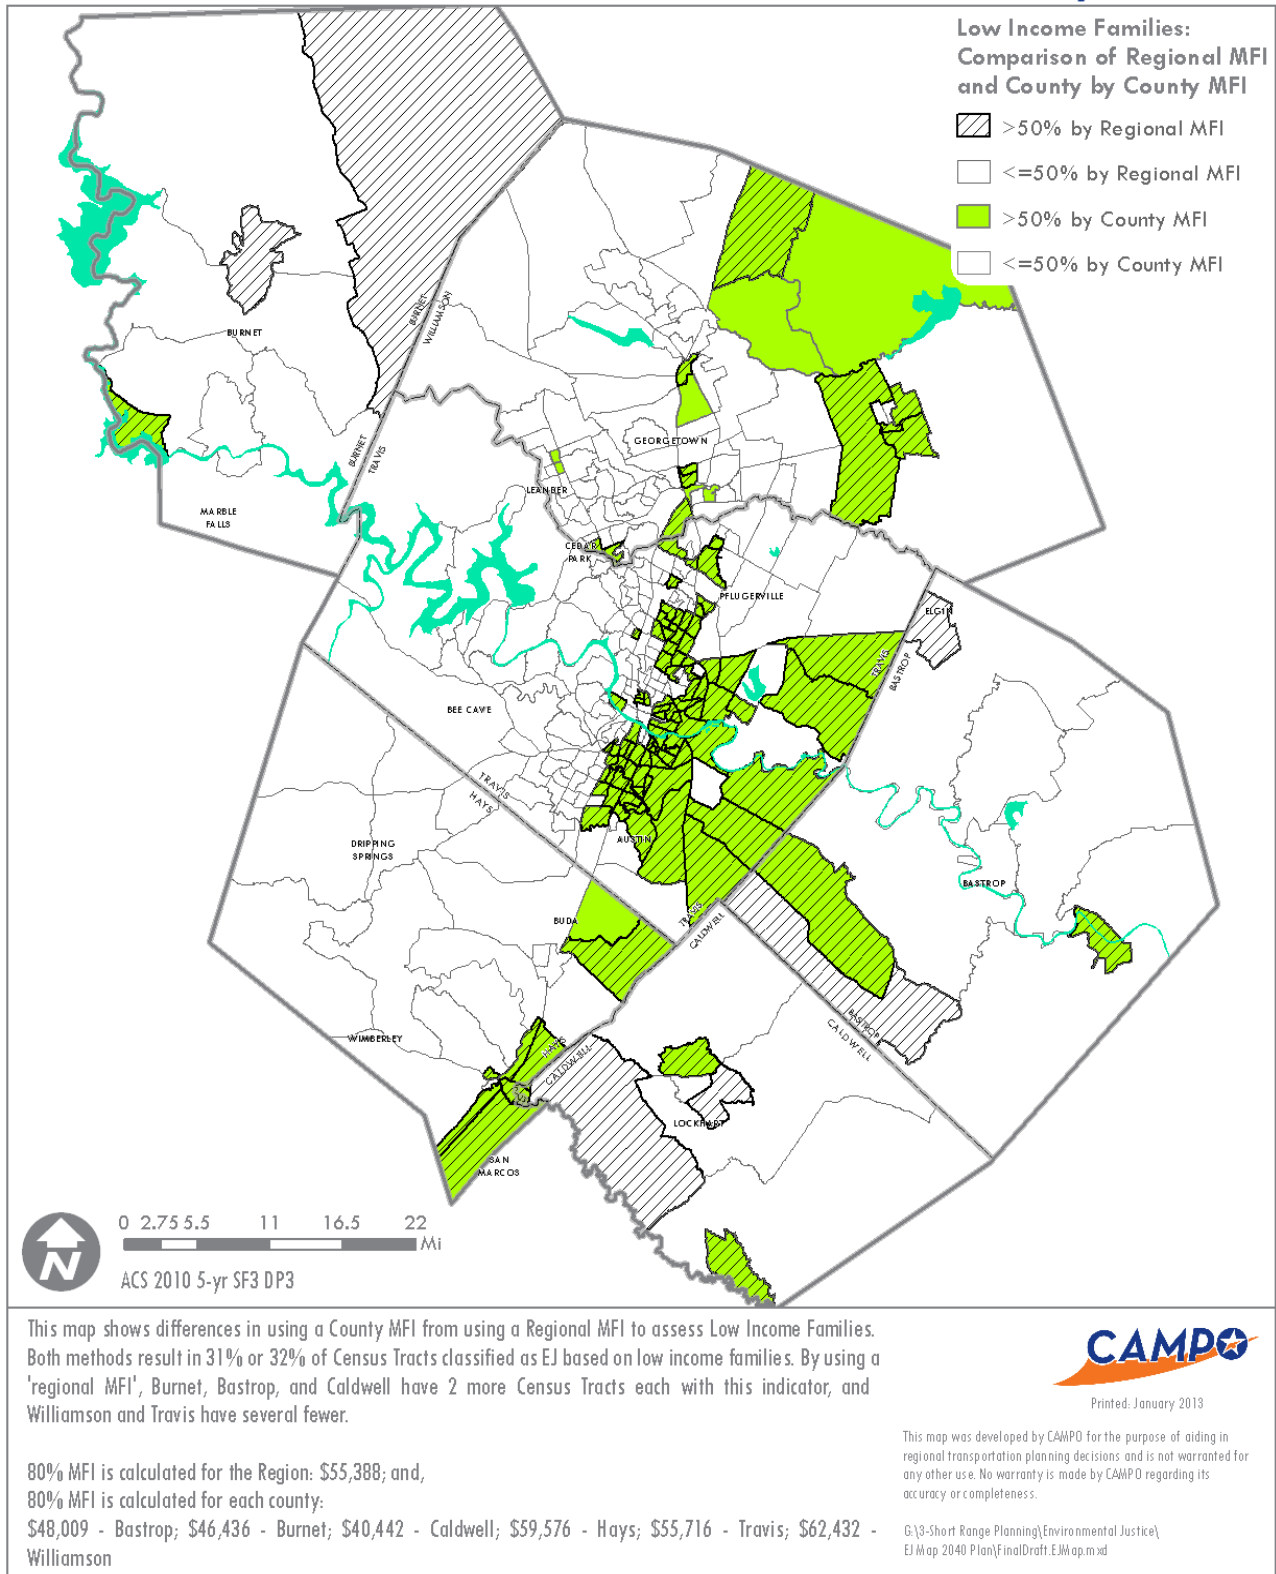 Low Income Families:
Comparison of Regional MFI
and County by County MFI
>50% by Regional MFI
<=50% by Regional MFI
>50% by County MFI
<=50% by County MFI
BURNET
WILLIAMSON
BURNET
GEORGETOWN
BURNET
TRAVIS
LEANDER
MARBLE
FALLS
CEDAR
PARK
PFLUGERVILLE
ELGIN
TRAVIS
BASTROP
BEE CAVE
TRAVIS
HAYS
DRIPPING
SPRINGS
AUSTIN
BASTROP
BUDA
TRAVIS
CALDWELL
WIMBERLEY
HAYS
CALDWELL
BASTROP
CALDWELL
LOCKHART
SAN
MARCOS
0 2.75 5.5 11 16.5 22
Mi
N
ACS 2010 5-yr SF3 DP3
This map shows differences in using a County MFI from using a Regional MFI to assess Low Income Families.
Both methods result in 31% or 32% of Census Tracts classified as EJ based on low income families. By using a
'regional MFI', Burnet, Bastrop, and Caldwell have 2 more Census Tracts each with this indicator, and
Williamson and Travis have several fewer.
80% MFI is calculated for the Region: $55,388; and,
80% MFI is calculated for each county:
$48,009 - Bastrop; $46,436 - Burnet; $40,442 - Caldwell; $59,576 - Hays; $55,716 - Travis; $62,432 -
Williamson
CAMPO
Printed: January 2013
This map was developed by CAMPO for the purpose of aiding in
regional transportation planning decisions and is not warranted for
any other use. No warranty is made by CAMPO regarding its
accuracy or completeness.
G:\3-Short Range Planning\Environmental Justice\
EJ Map 2040 Plan\FinalDraft.EJMap.mxd